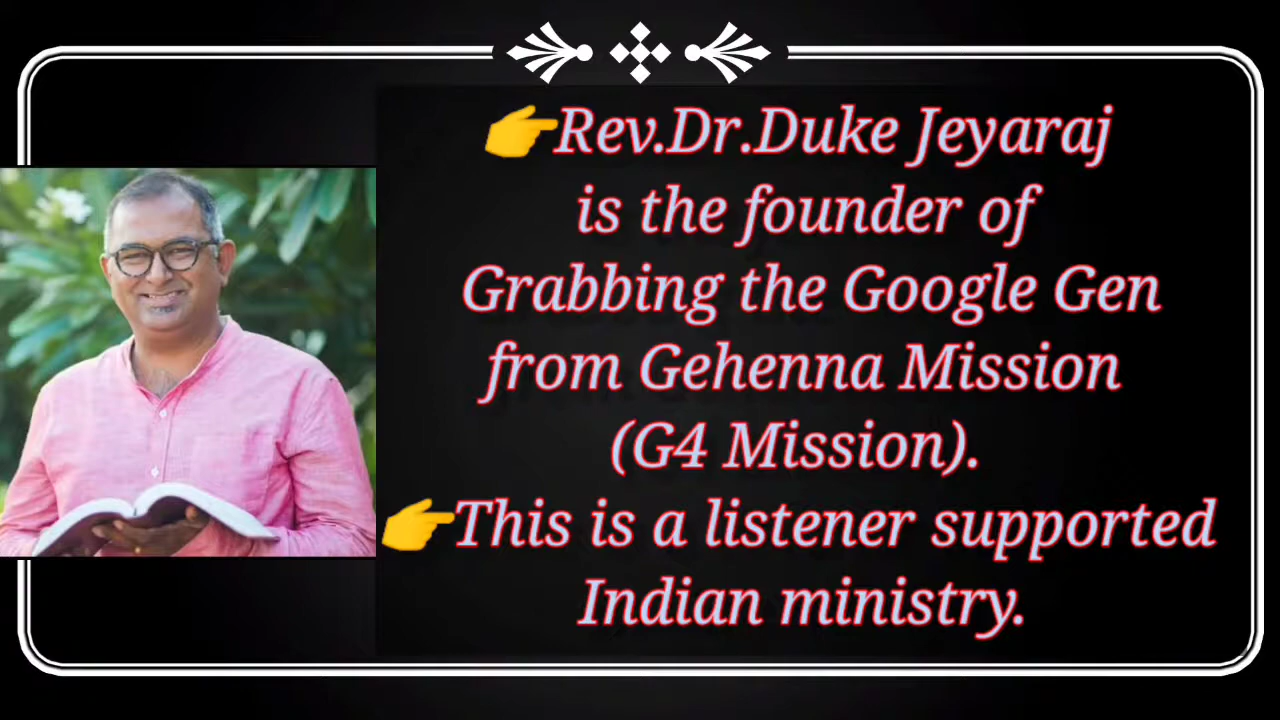 👉Rev.Dr.Duke Jeyaraj
is the founder of
Grabbing the Google Gen
from Gehenna Mission
(G4 Mission).
👉This is a listener supported
Indian ministry.